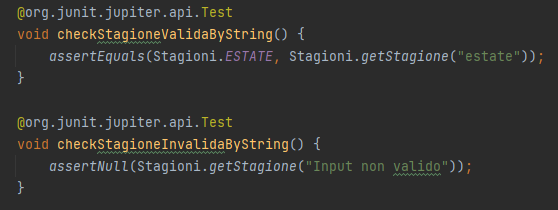 @org.junit.jupiter.api.Test
void checkStagioneValidaByString() {
assertEquals(Stagioni.ESTATE, Stagioni.getStagione("estate"));
}
@org.junit.jupiter.api.Test
void checkStagioneInvalidaByString() {
assertNull(Stagioni.getStagione("Input non valido"));
}